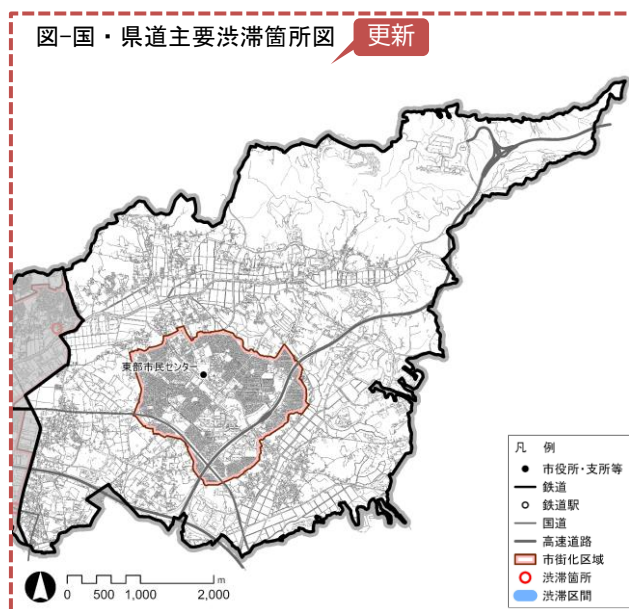 図-国・県道主要渋滞箇所図
更新
東部市民センター
凡 例
市役所・支所等
鉄道
鉄道駅
国道
高速道路
市街化区域
渋滞箇所
渋滞区間
0 500 1,000 2,000 m